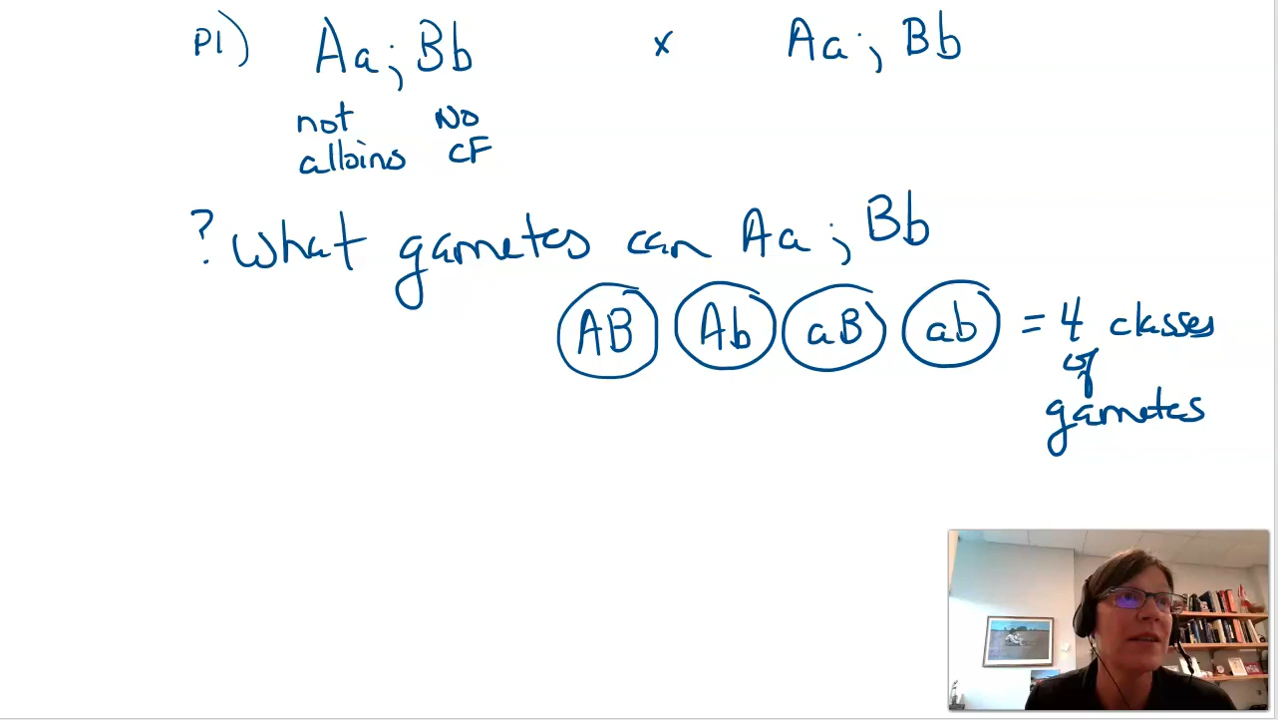 P1) Aa; Bb x Aa; Bb
not No
albins CF
? What gametes can Aa; Bb
AB Ab aB ab = 4 classes
of
gametes